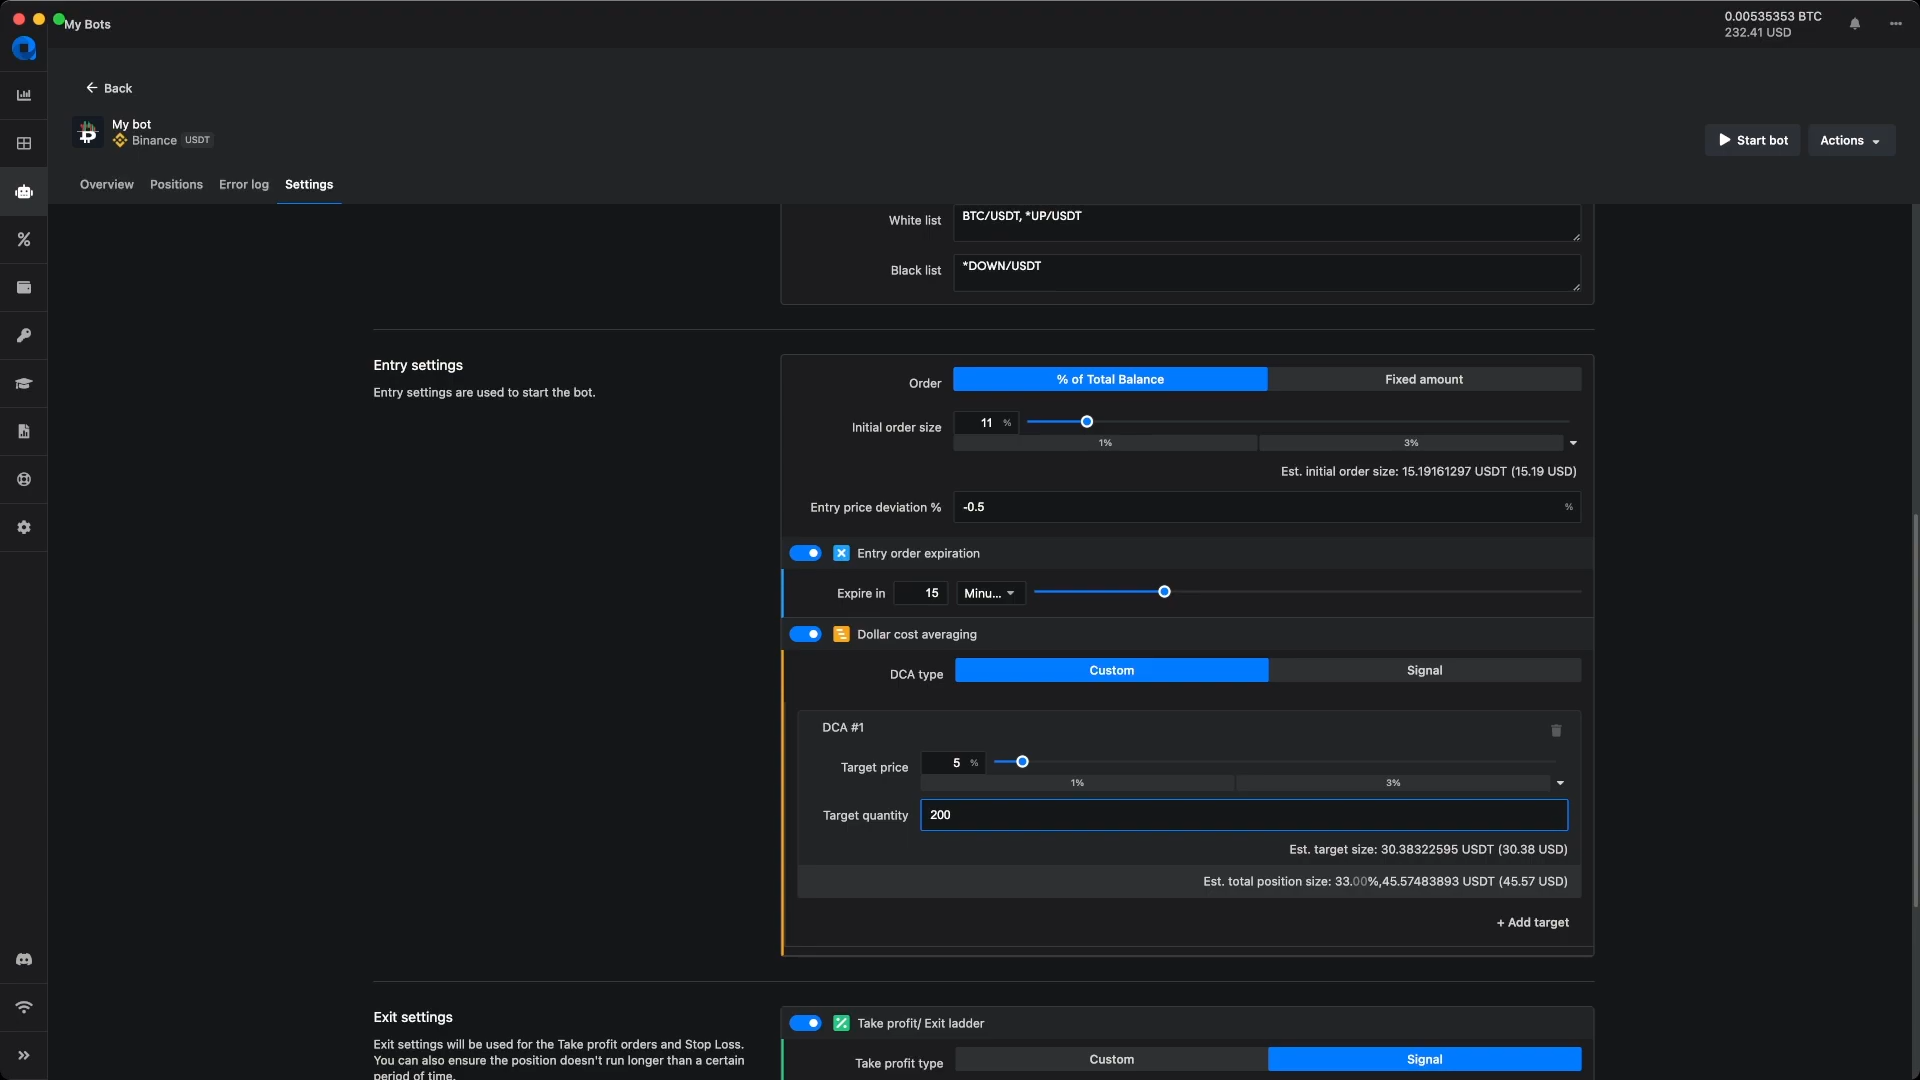 My Bots
0.00535353 BTC
232.41 USD
Back
My bot
Binance USDT
Start bot
Actions
Overview Positions Error log Settings
White list BTC/USDT, *UP/USDT
Black list *DOWN/USDT
Entry settings
Entry settings are used to start the bot.
Order % of Total Balance Fixed amount
Initial order size 11 %
1% 3%
Est. initial order size: 15.19161297 USDT (15.19 USD)
Entry price deviation % -0.5 %
Entry order expiration
Expire in 15 Minu...
Dollar cost averaging
DCA type Custom Signal
DCA #1
Target price 5 %
1% 3%
Target quantity 200
Est. target size: 30.38322595 USDT (30.38 USD)
Est. total position size: 33.00%,45.57483893 USDT (45.57 USD)
+ Add target
Exit settings
Exit settings will be used for the Take profit orders and Stop Loss.
You can also ensure the position doesn't run longer than a certain
period of time.
Take profit/ Exit ladder
Take profit type Custom Signal